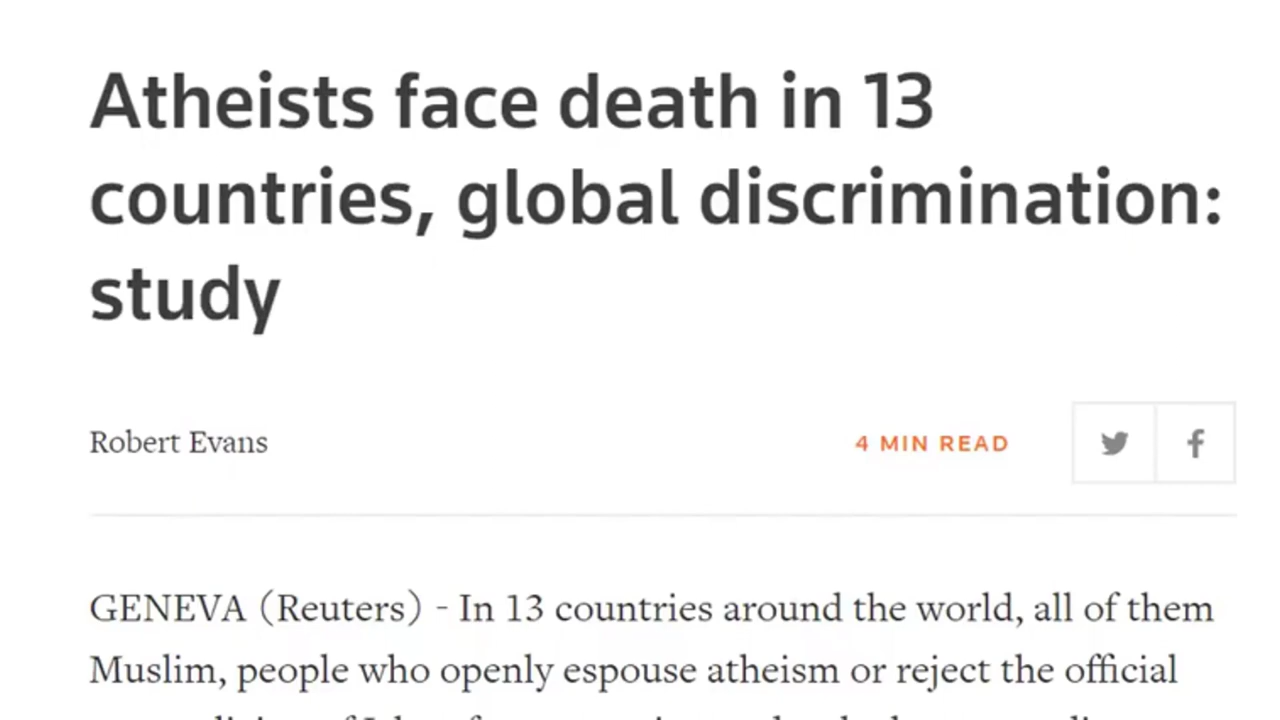 Atheists face death in 13
countries, global discrimination:
study
Robert Evans
4 MIN READ
GENEVA (Reuters) - In 13 countries around the world, all of them
Muslim, people who openly espouse atheism or reject the official